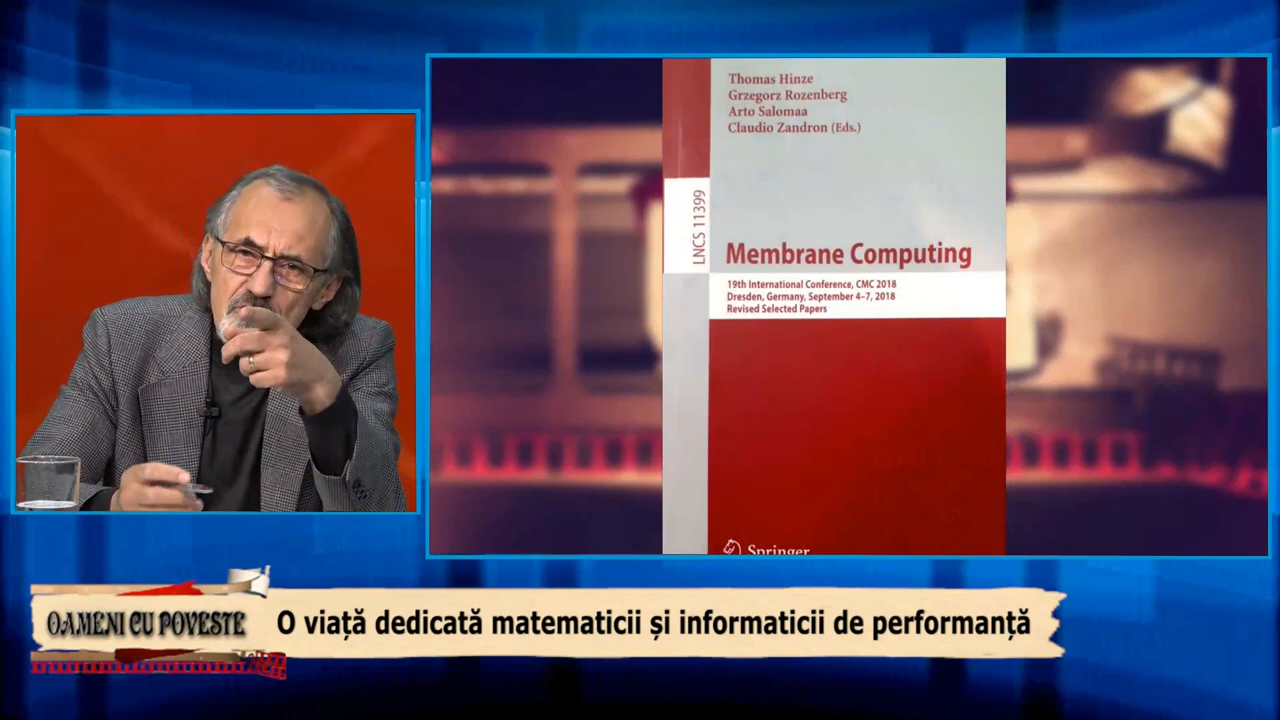 Thomas Hinze
Grzegorz Rozenberg
Arto Salomaa
Claudio Zandron (Eds.)
LNCS 11399
Membrane Computing
19th International Conference, CMC 2018
Dresden, Germany, September 4–7, 2018
Revised Selected Papers
Springer
OAMENI CU POVESTE
O viață dedicată matematicii și informaticii de performanță